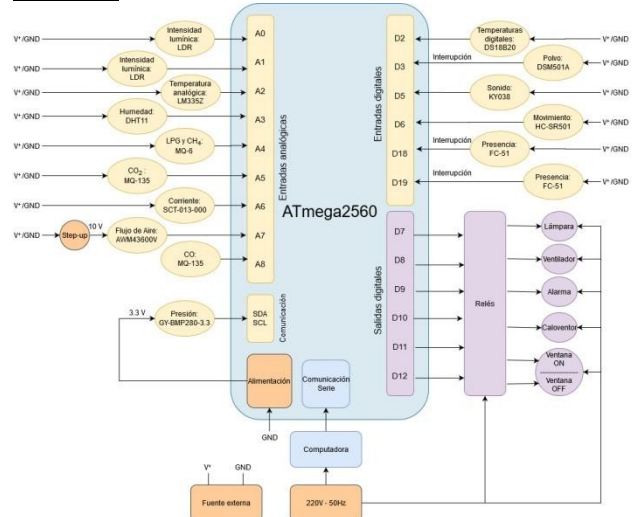 V⁺/GND
Intensidad
lumínica:
LDR
A0
V⁺/GND
Intensidad
lumínica:
LDR
A1
V⁺/GND
Temperatura
analógica:
LM335Z
A2
V⁺/GND
Humedad:
DHT11
A3
V⁺/GND
LPG y CH₄:
MQ-6
A4
V⁺/GND
CO₂ :
MQ-135
A5
V⁺/GND
Corriente:
SCT-013-000
A6
V⁺/GND
Step-up
10 V
Flujo de Aire:
AWM43600V
A7
CO:
MQ-135
A8
Entradas analógicas
3.3 V
Presión:
GY-BMP280-3.3
SDA
SCL
Comunicación
ATmega2560
Entradas digitales
D2
Temperaturas
digitales:
DS18B20
V⁺/GND
D3
Interrupción
Polvo:
DSM501A
V⁺/GND
D5
Sonido:
KY038
V⁺/GND
D6
Movimiento:
HC-SR501
V⁺/GND
D18
Interrupción
Presencia:
FC-51
V⁺/GND
D19
Interrupción
Presencia:
FC-51
V⁺/GND
Salidas digitales
D7
D8
D9
D10
D11
D12
Relés
Lámpara
Ventilador
Alarma
Caloventor
Ventana
ON
Ventana
OFF
Alimentación
GND
Comunicación
Serie
Computadora
V⁺
GND
Fuente externa
220V - 50Hz